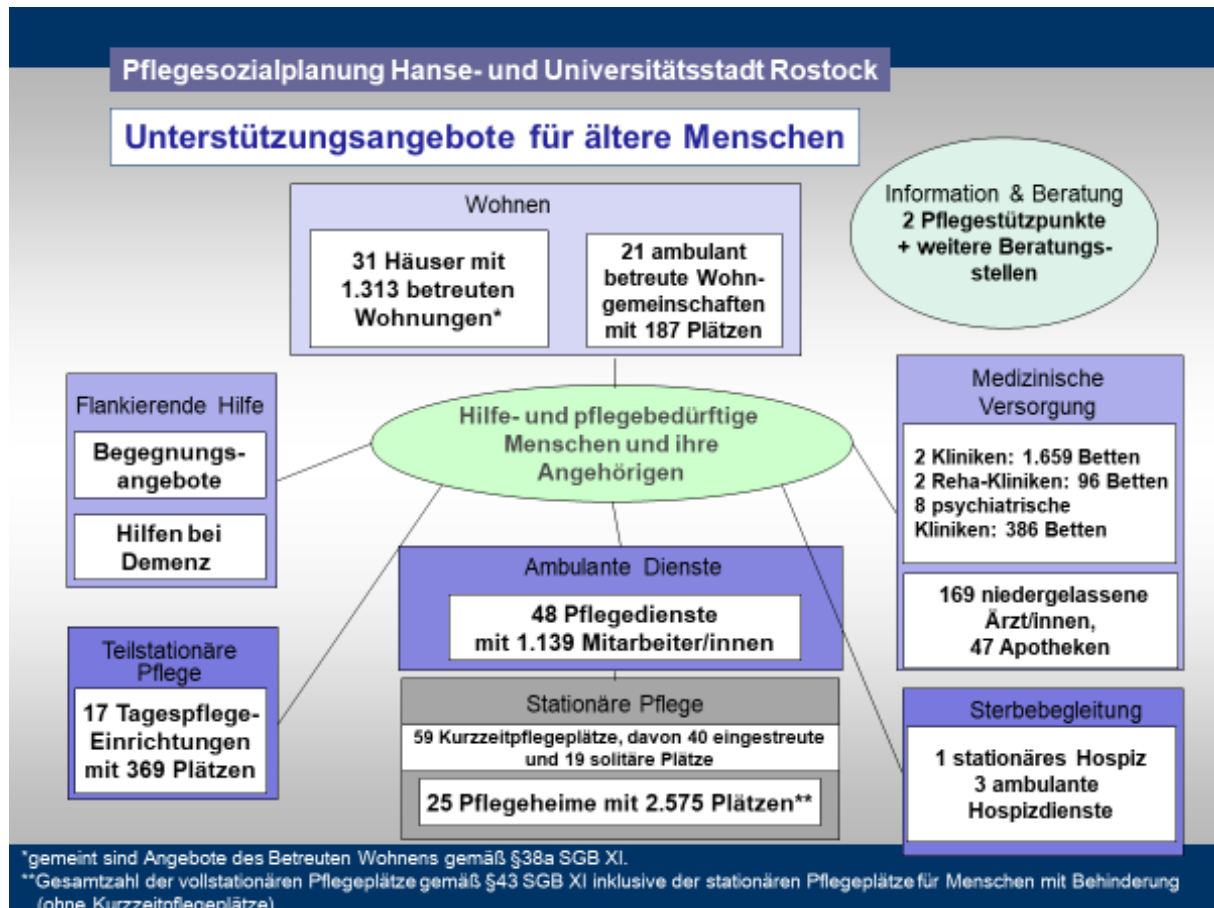 Pflegesozialplanung Hanse- und Universitätsstadt Rostock
Unterstützungsangebote für ältere Menschen
Information & Beratung
2 Pflegestützpunkte
+ weitere Beratungs-
stellen
Wohnen
31 Häuser mit
1.313 betreuten
Wohnungen*
21 ambulant
betreute Wohn-
gemeinschaften
mit 187 Plätzen
Flankierende Hilfe
Begegnungs-
angebote
Hilfen bei
Demenz
Hilfe- und pflegebedürftige
Menschen und ihre
Angehörigen
Medizinische
Versorgung
2 Kliniken: 1.659 Betten
2 Reha-Kliniken: 96 Betten
8 psychiatrische
Kliniken: 386 Betten
169 niedergelassene
Ärzt/innen,
47 Apotheken
Ambulante Dienste
48 Pflegedienste
mit 1.139 Mitarbeiter/innen
Teilstationäre
Pflege
17 Tagespflege-
Einrichtungen
mit 369 Plätzen
Stationäre Pflege
59 Kurzzeitpflegeplätze, davon 40 eingestreute
und 19 solitäre Plätze
25 Pflegeheime mit 2.575 Plätzen**
Sterbebegleitung
1 stationäres Hospiz
3 ambulante
Hospizdienste
*gemeint sind Angebote des Betreuten Wohnens gemäß §38a SGB XI.
**Gesamtzahl der vollstationären Pflegeplätze gemäß §43 SGB XI inklusive der stationären Pflegeplätze für Menschen mit Behinderung
(ohne Kurzzeitpflegeplätze)